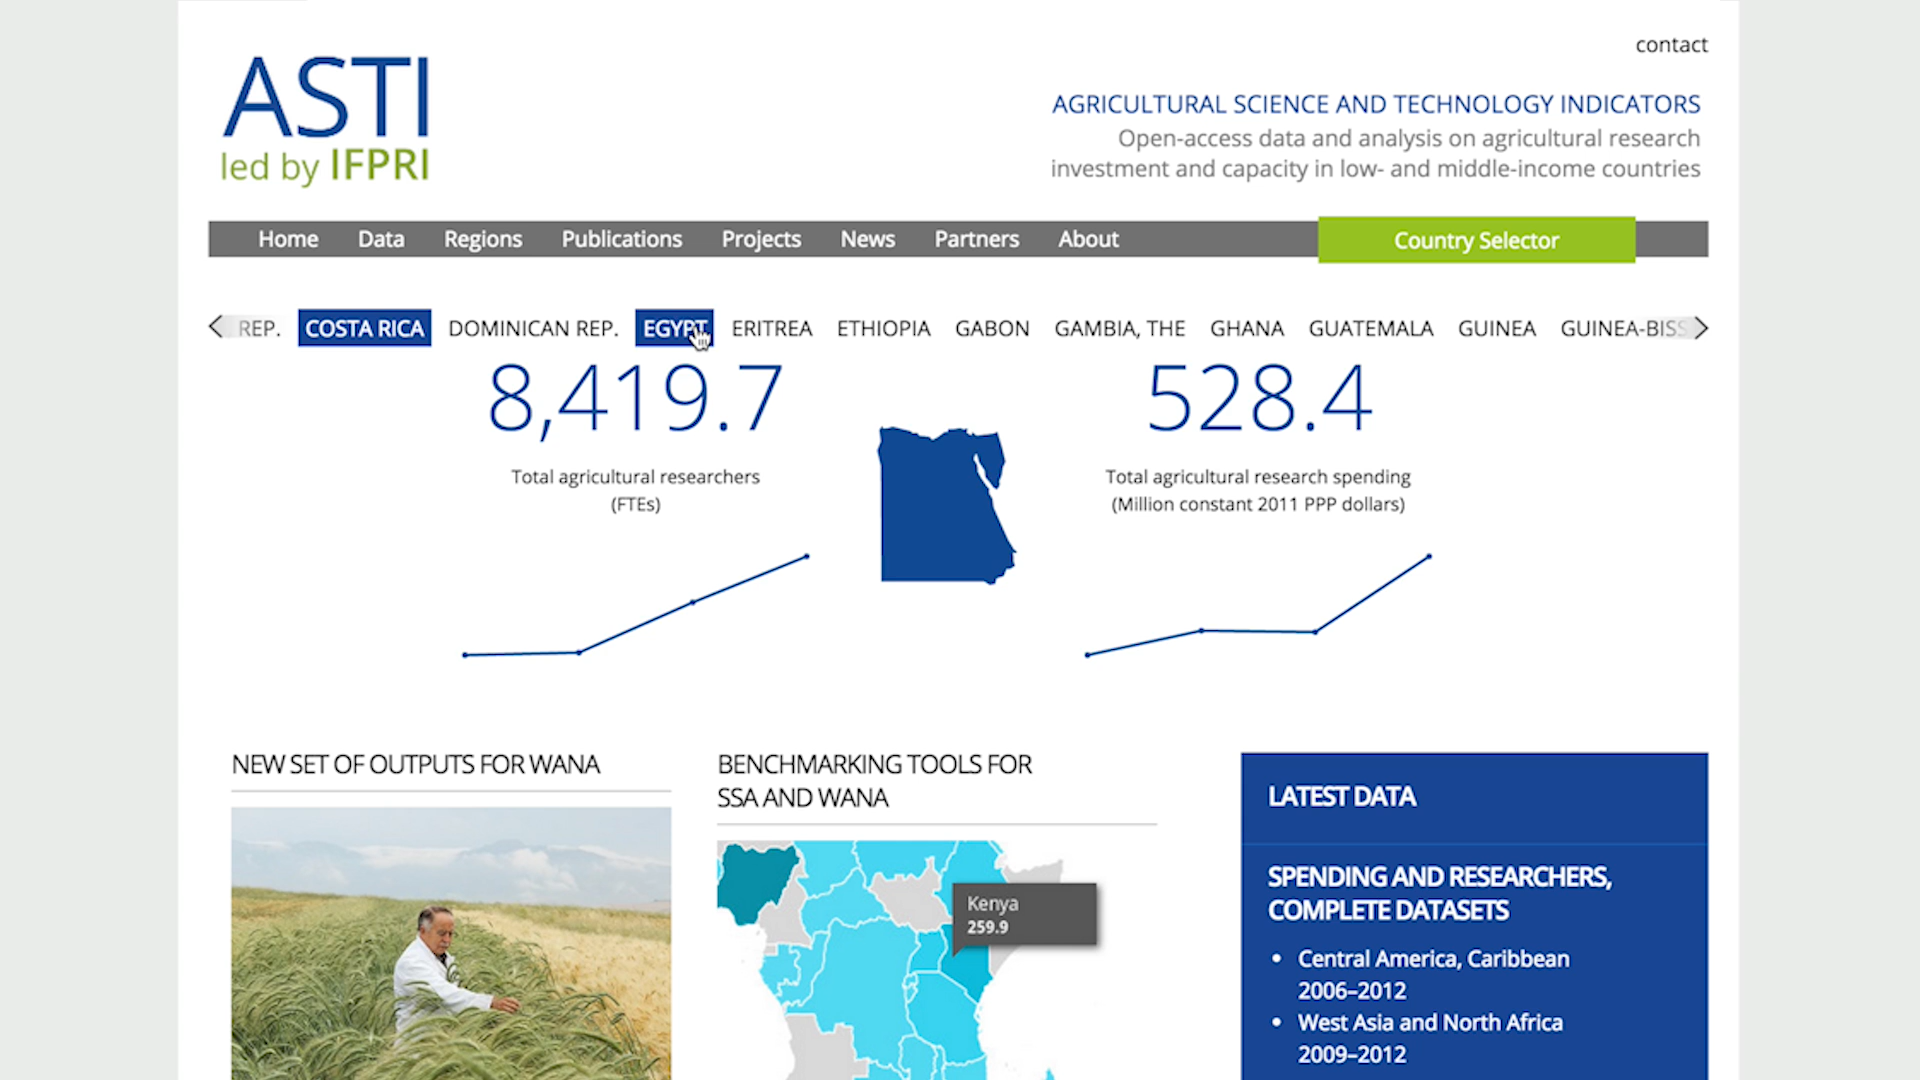 contact
ASTI
led by IFPRI
AGRICULTURAL SCIENCE AND TECHNOLOGY INDICATORS
Open-access data and analysis on agricultural research
investment and capacity in low- and middle-income countries
Home Data Regions Publications Projects News Partners About Country Selector
REP. COSTA RICA DOMINICAN REP. EGYPT ERITREA ETHIOPIA GABON GAMBIA, THE GHANA GUATEMALA GUINEA GUINEA-BISS
8,419.7
Total agricultural researchers
(FTEs)
528.4
Total agricultural research spending
(Million constant 2011 PPP dollars)
NEW SET OF OUTPUTS FOR WANA
BENCHMARKING TOOLS FOR
SSA AND WANA
Kenya
259.9
LATEST DATA
SPENDING AND RESEARCHERS,
COMPLETE DATASETS
• Central America, Caribbean
2006–2012
• West Asia and North Africa
2009–2012